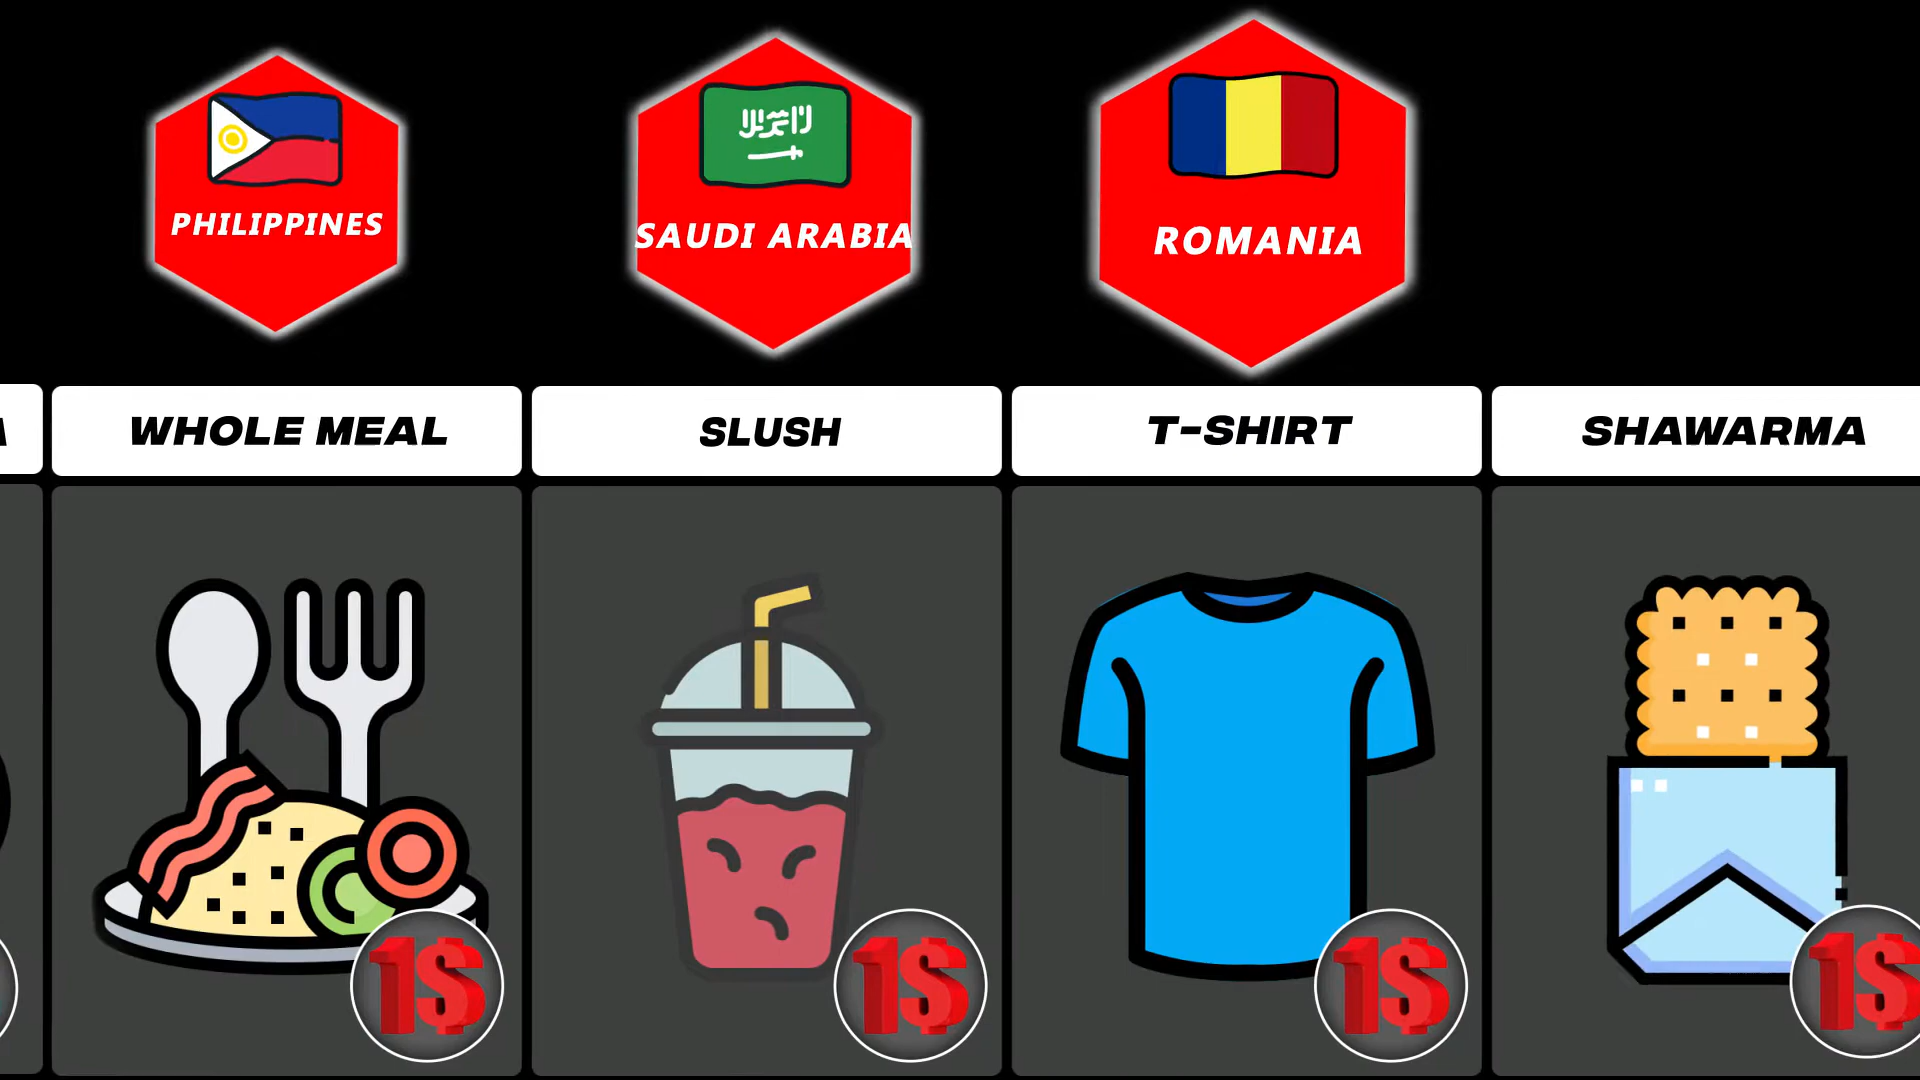 PHILIPPINES
SAUDI ARABIA
ROMANIA
WHOLE MEAL
SLUSH
T-SHIRT
SHAWARMA
1$
1$
1$
1$